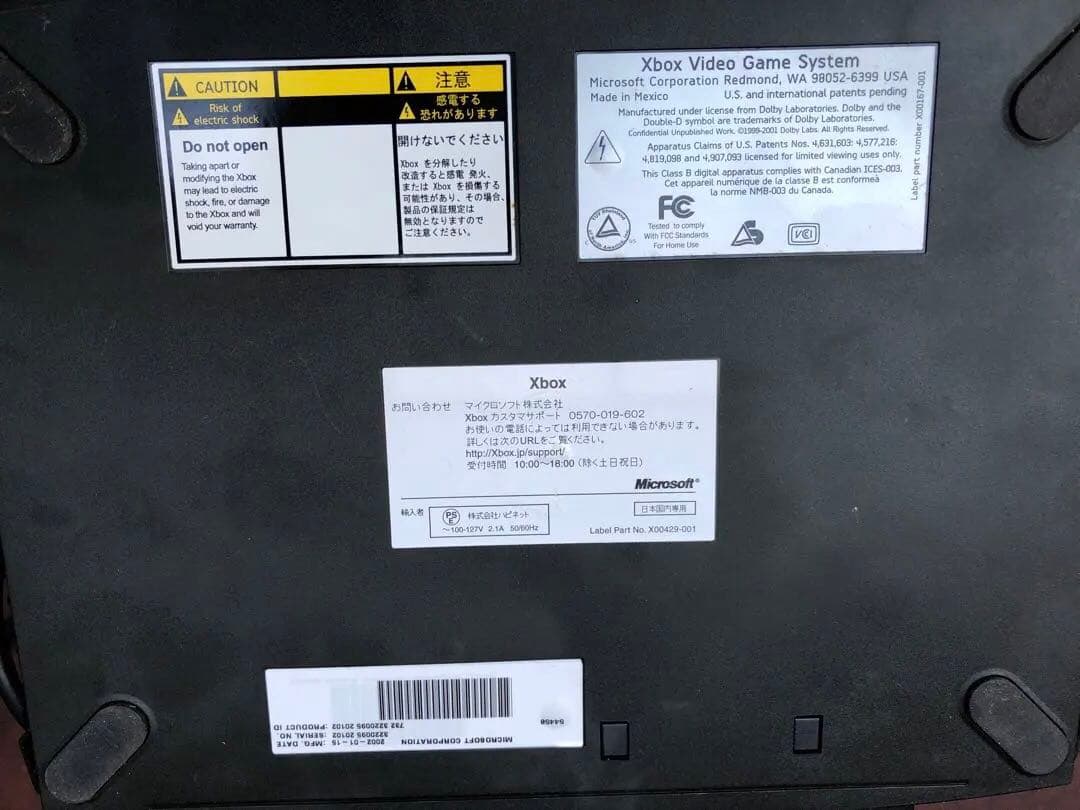 CAUTION
Risk of
electric shock
Do not open
Taking apart or
modifying the Xbox
may lead to electric
shock, fire, or damage
to the Xbox and will
void your warranty.
注意
感電する
恐れがあります
開けないでください
Xbox を分解したり
改造すると感電 発火、
または Xbox を損傷する
可能性があり、その場合、
製品の保証規定は
無効となりますので
ご注意ください。
Xbox Video Game System
Microsoft Corporation Redmond, WA 98052-6399 USA
Made in Mexico U.S. and international patents pending
Manufactured under license from Dolby Laboratories. Dolby and the
Double-D symbol are trademarks of Dolby Laboratories.
Confidential Unpublished Work. ©1999-2001 Dolby Labs. All Rights Reserved.
Apparatus Claims of U.S. Patents Nos. 4,631,603; 4,577,216;
4,819,098 and 4,907,093 licensed for limited viewing uses only.
This Class B digital apparatus complies with Canadian ICES-003.
Cet appareil numérique de la classe B est conformeà
la norme NMB-003 du Canada.
FC
Tested to comply
With FCC Standards
For Home Use
VCI
Label part number X00167-001
Xbox
お問い合わせ マイクロソフト株式会社
Xbox カスタマサポート 0570-019-602
お使いの電話によっては利用できない場合があります。
詳しくは次のURLをご覧ください。
http://Xbox.jp/support/
受付時間 10:00～18:00 (除く土日祝日)
Microsoft®
輸入者 PSE 株式会社ハピネット
～100-127V 2.1A 50/60Hz
日本国内専用
Label Part No. X00429-001
MICROSOFT CORPORATION
2002-01-15 :MFG. DATE
3220095 20102 :SERIAL NO.
792 3220095 20102 :PRODUCT ID
54458